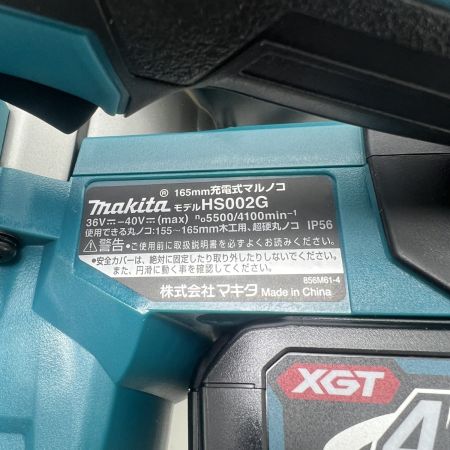 165mm充電式マルノコ
makita ® モデルHS002G
36V⎓-40V⎓(max) n₀5500/4100min⁻¹
使用できる丸ノコ:155~165mm木工用、超硬丸ノコ IP56
警告 ●ご使用前に取扱説明書を必ずよくお読みください。
●安全カバーは、絶対に固定したり取り外したりしないでください。
また、円滑に動く事を確認してください。
856M61-4
株式会社マキタ Made in China
XGT